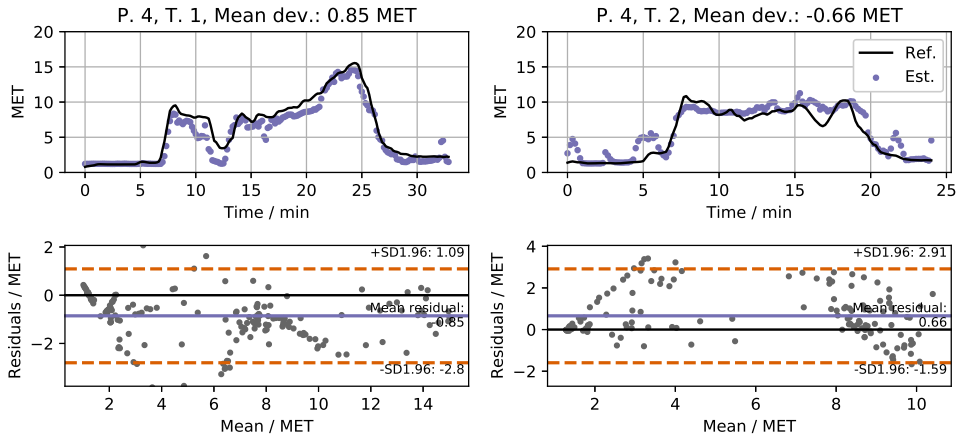 P. 4, T. 1, Mean dev.: 0.85 MET
20
15
10
5
0
MET
0 5 10 15 20 25 30
Time / min
P. 4, T. 2, Mean dev.: -0.66 MET
20
15
10
5
0
MET
Ref.
Est.
0 5 10 15 20 25
Time / min
2
0
−2
Residuals / MET
+SD1.96: 1.09
Mean residual:
0.85
-SD1.96: -2.8
2 4 6 8 10 12 14
Mean / MET
4
2
0
−2
Residuals / MET
+SD1.96: 2.91
Mean residual:
0.66
-SD1.96: -1.59
2 4 6 8 10
Mean / MET